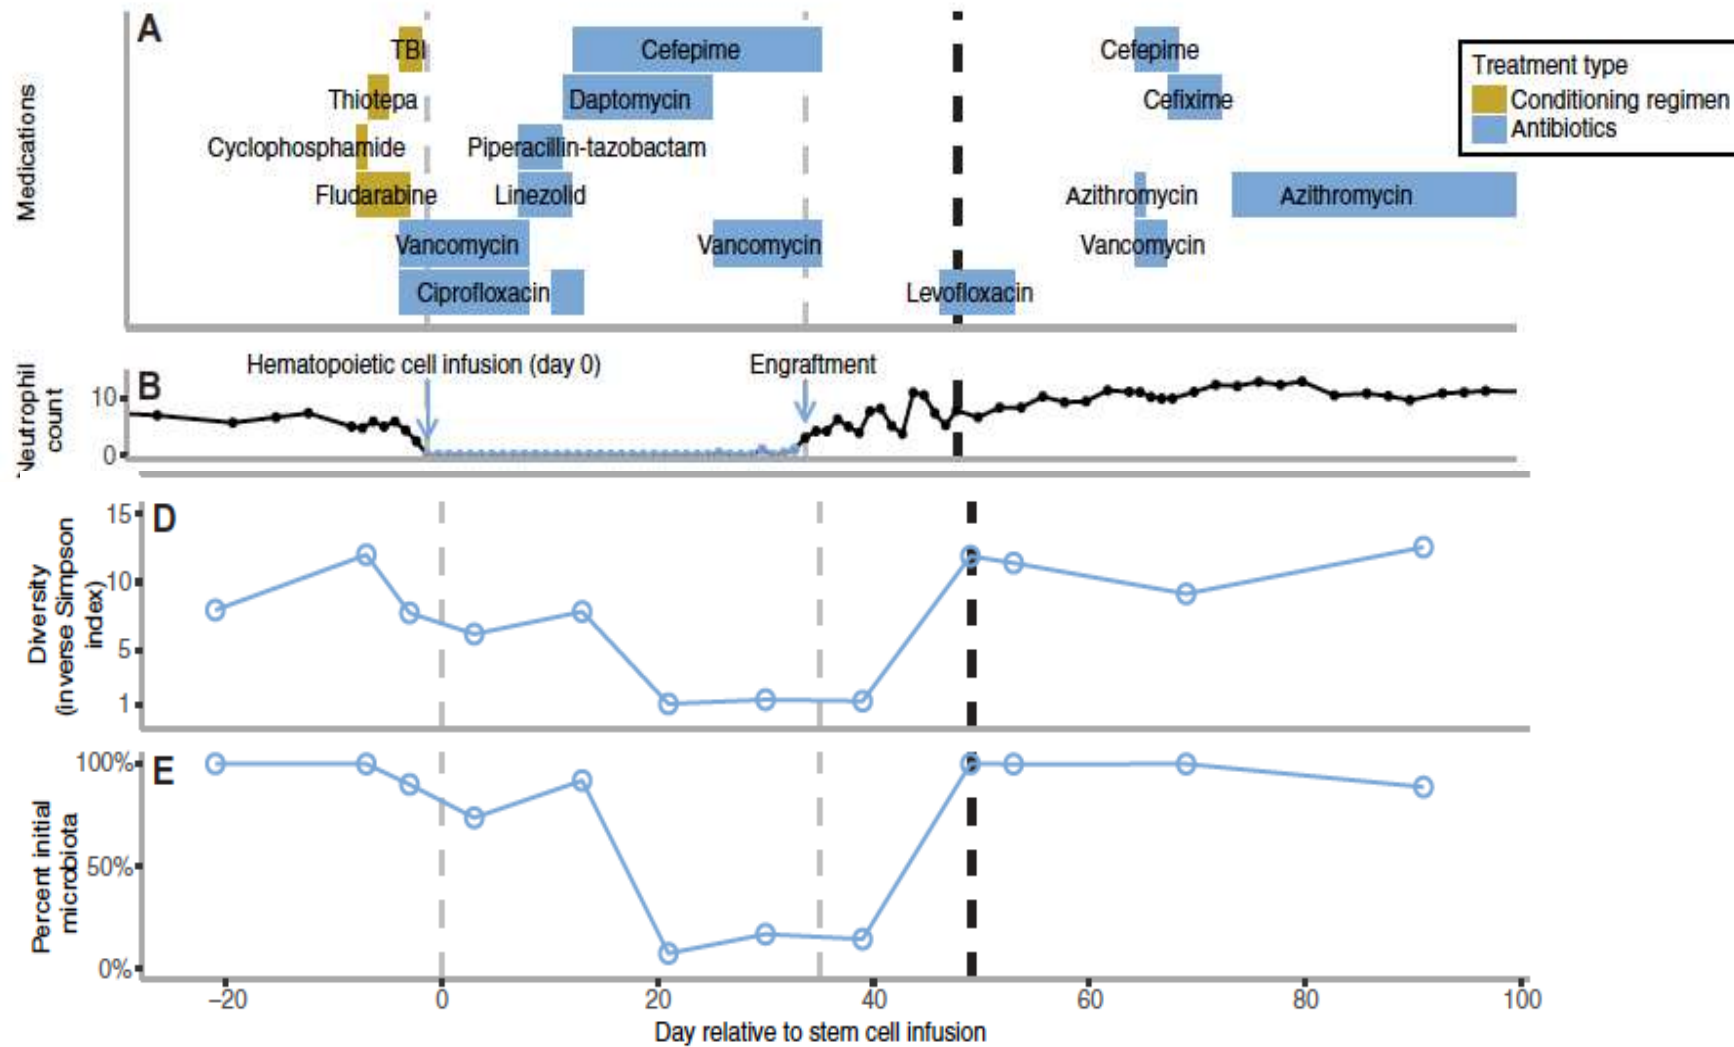 A
TBI
Cefepime
Cefepime
Treatment type
Conditioning regimen
Antibiotics
Thiotepa
Daptomycin
Cefixime
Cyclophosphamide
Piperacillin-tazobactam
Fludarabine
Linezolid
Azithromycin
Azithromycin
Vancomycin
Vancomycin
Vancomycin
Ciprofloxacin
Levofloxacin
Medications
B
Hematopoietic cell infusion (day 0)
Engraftment
10
0
Neutrophil
count
D
15
10
5
1
Diversity
(inverse Simpson
index)
E
100%
50%
0%
Percent initial
microbiota
−20
0
20
40
60
80
100
Day relative to stem cell infusion